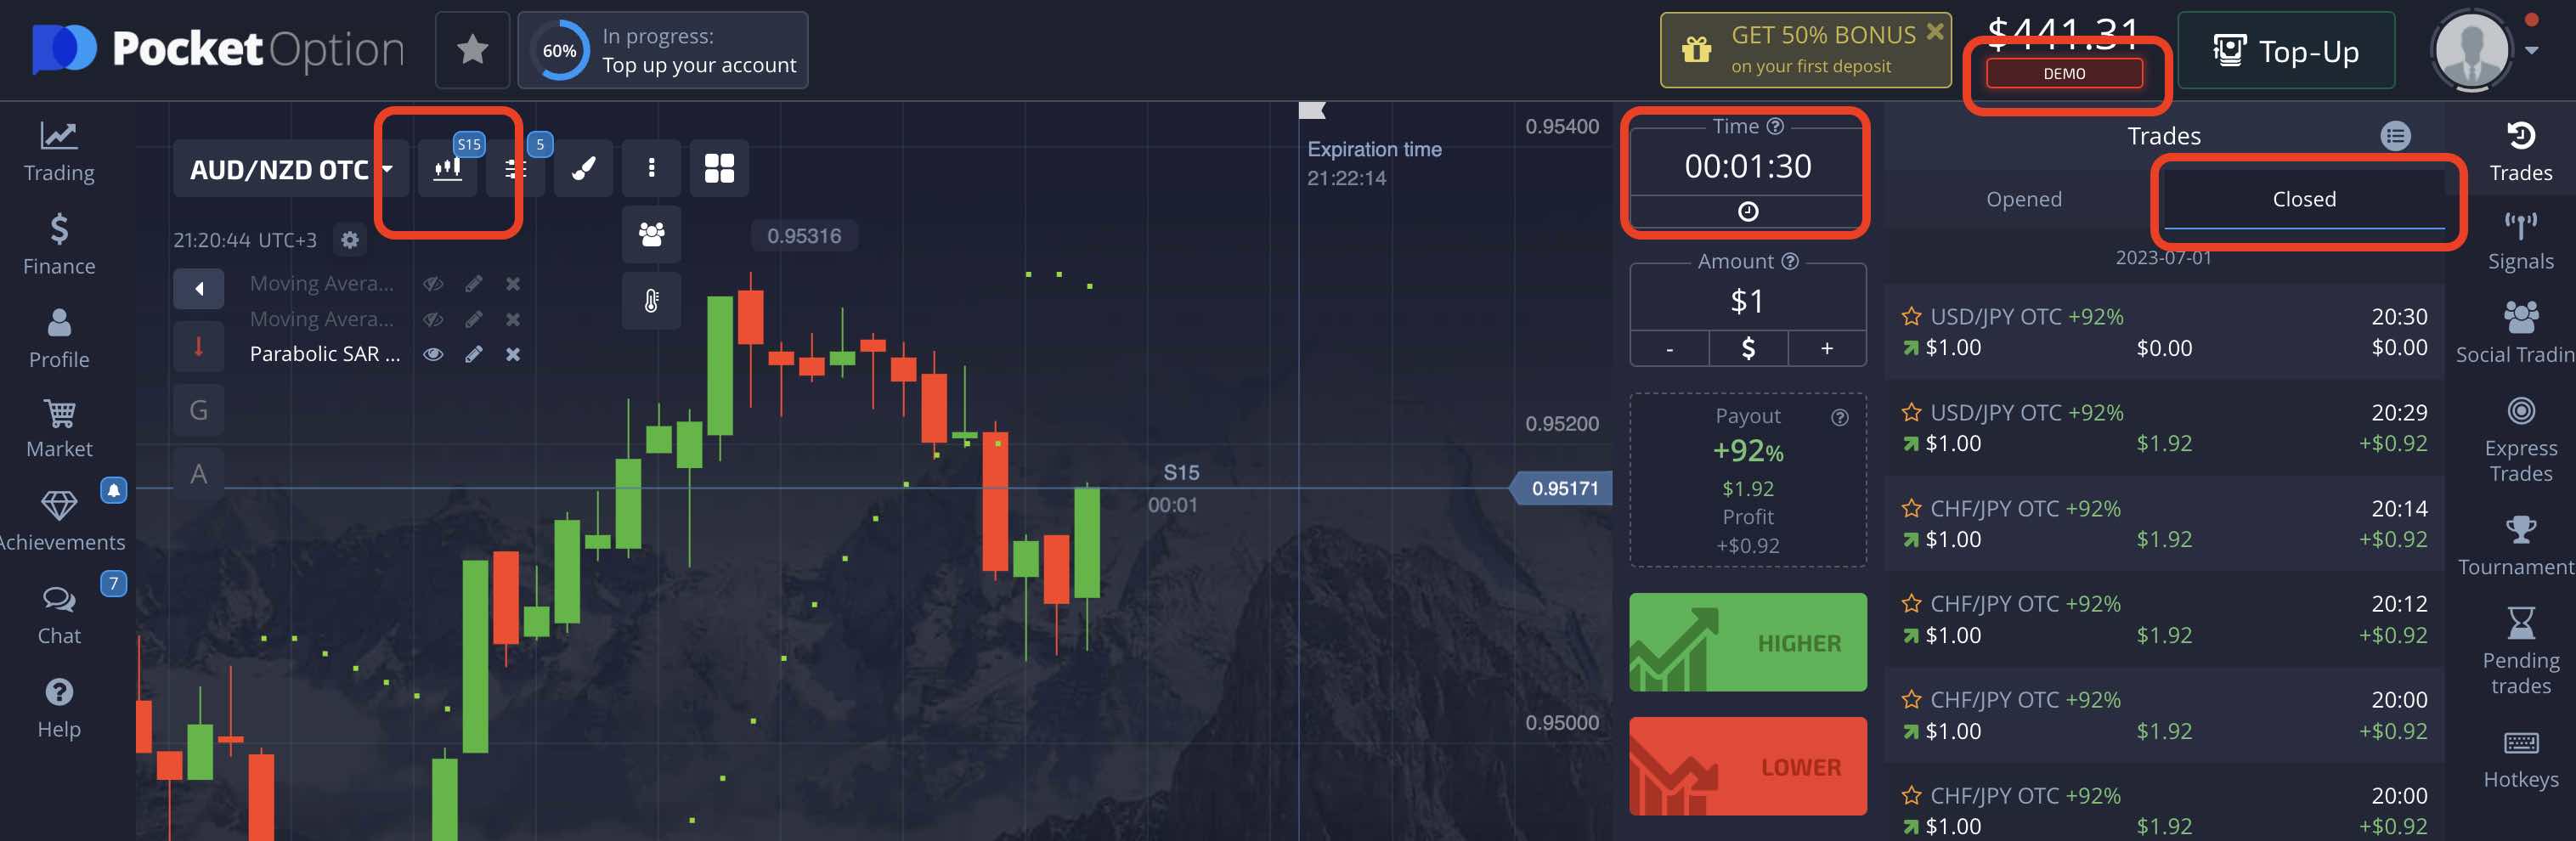 PocketOption
60%
In progress:
Top up your account
GET 50% BONUS
on your first deposit
$441.31
DEMO
Top-Up
Trading
Finance
Profile
Market
Achievements
Chat
7
Help
AUD/NZD OTC
S15
5
21:20:44 UTC+3
Moving Avera...
Moving Avera...
Parabolic SAR ...
G
A
0.95316
Expiration time
21:22:14
0.95400
0.95200
S15
00:01
0.95171
0.95000
Time
00:01:30
Amount
$1
- $ +
Payout
+92%
$1.92
Profit
+$0.92
HIGHER
LOWER
Trades
Opened
Closed
2023-07-01
USD/JPY OTC +92% 20:30
$1.00 $0.00 $0.00
USD/JPY OTC +92% 20:29
$1.00 $1.92 +$0.92
CHF/JPY OTC +92% 20:14
$1.00 $1.92 +$0.92
CHF/JPY OTC +92% 20:12
$1.00 $1.92 +$0.92
CHF/JPY OTC +92% 20:00
$1.00 $1.92 +$0.92
CHF/JPY OTC +92% 20:00
$1.00 $1.92 +$0.92
Trades
Signals
Social Tradin
Express
Trades
Tournament
Pending
trades
Hotkeys